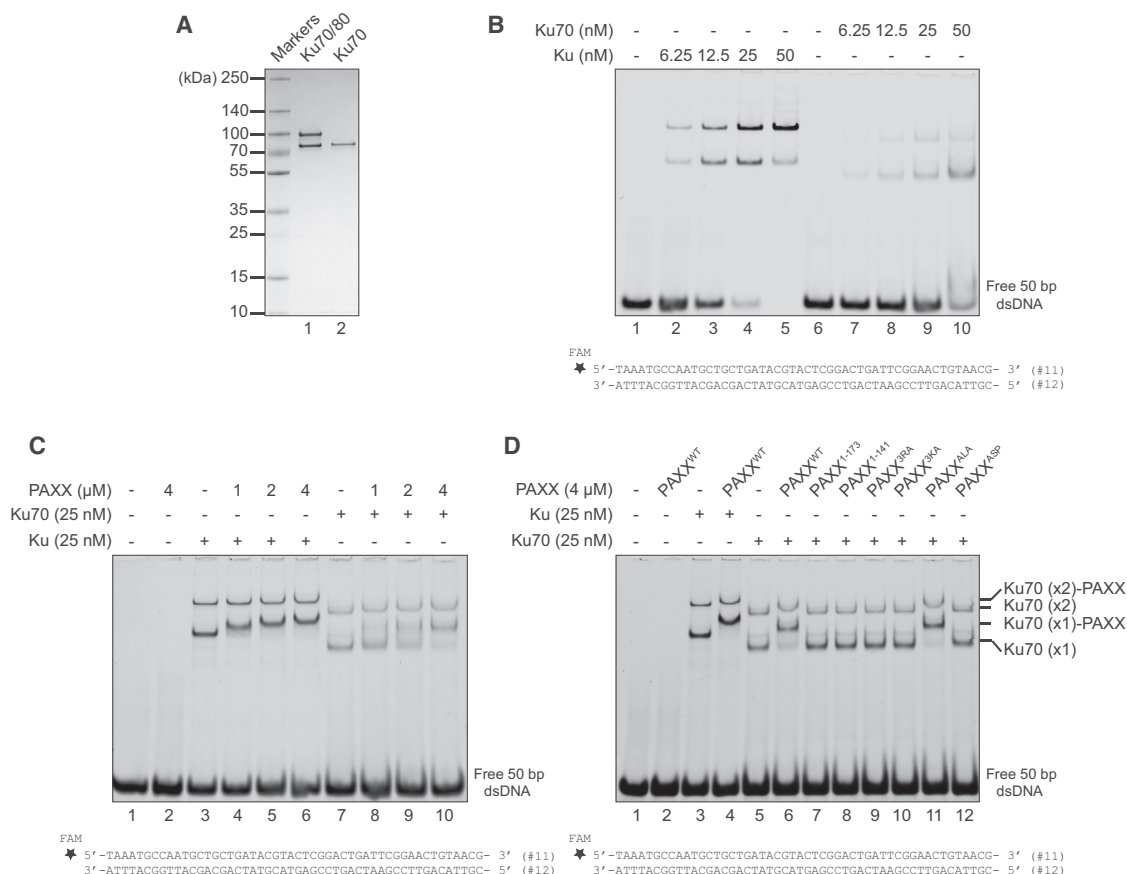 A
Markers
Ku70/80
Ku70
(kDa)
250
140
100
70
55
35
25
15
10
1 2
B
Ku70 (nM) - - - - - - 6.25 12.5 25 50
Ku (nM) - 6.25 12.5 25 50 - - - - -
Free 50 bp
dsDNA
1 2 3 4 5 6 7 8 9 10
FAM
5′-TAAATGCCAATGCTGCTGATACGTACTCGGACTGATTCGGAACTGTAACG- 3′ (#11)
3′-ATTTACGGTTACGACGACTATGCATGAGCCTGACTAAGCCTTGACATTGC- 5′ (#12)
C
PAXX (μM) - 4 - 1 2 4 - 1 2 4
Ku70 (25 nM) - - - - - - + + + +
Ku (25 nM) - - + + + + - - - -
Free 50 bp
dsDNA
1 2 3 4 5 6 7 8 9 10
FAM
5′-TAAATGCCAATGCTGCTGATACGTACTCGGACTGATTCGGAACTGTAACG- 3′ (#11)
3′-ATTTACGGTTACGACGACTATGCATGAGCCTGACTAAGCCTTGACATTGC- 5′ (#12)
D
PAXX (4 μM) - PAXXWT - PAXXWT - PAXXWT PAXX1-173 PAXX1-141 PAXX3RA PAXX3KA PAXXALA PAXXASP
Ku (25 nM) - - + + - - - - - - - -
Ku70 (25 nM) - - - - + + + + + + + +
Ku70 (x2)-PAXX
Ku70 (x2)
Ku70 (x1)-PAXX
Ku70 (x1)
Free 50 bp
dsDNA
1 2 3 4 5 6 7 8 9 10 11 12
FAM
5′-TAAATGCCAATGCTGCTGATACGTACTCGGACTGATTCGGAACTGTAACG- 3′ (#11)
3′-ATTTACGGTTACGACGACTATGCATGAGCCTGACTAAGCCTTGACATTGC- 5′ (#12)